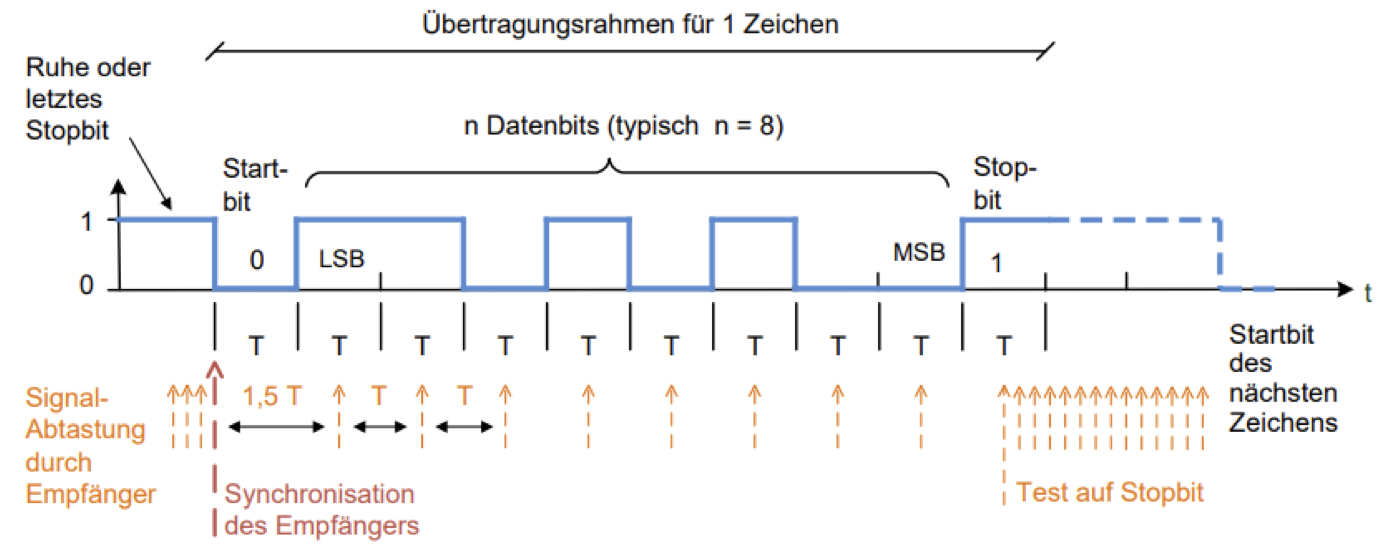 Übertragungsrahmen für 1 Zeichen
Ruhe oder
letztes
Stopbit
n Datenbits (typisch n = 8)
Start-
bit
Stop-
bit
1
0
0
LSB
MSB
1
t
T
T
T
T
T
T
T
T
T
T
Startbit
des
nächsten
Zeichens
Signal-
Abtastung
durch
Empfänger
1,5 T
T
T
Synchronisation
des Empfängers
Test auf Stopbit